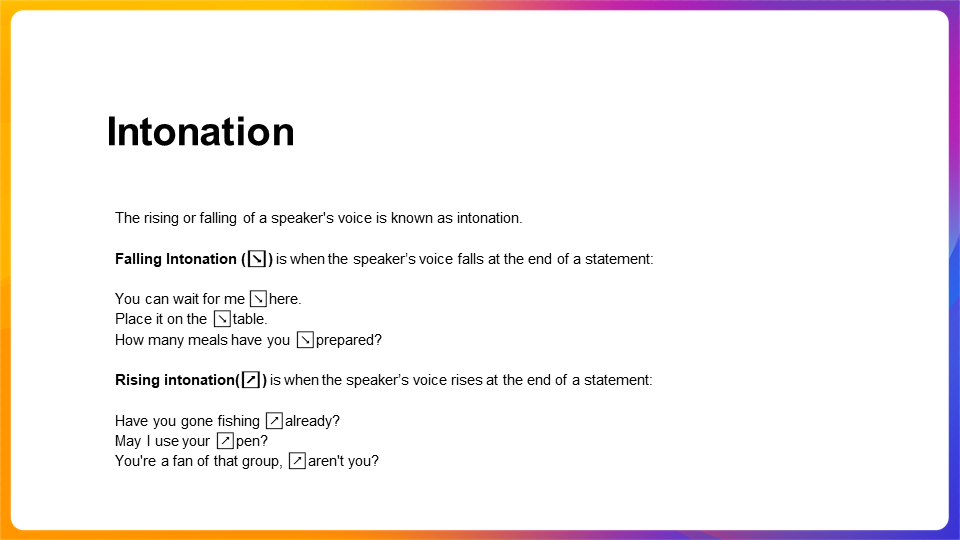 Intonation
The rising or falling of a speaker's voice is known as intonation.
Falling Intonation (↘) is when the speaker’s voice falls at the end of a statement:
You can wait for me ↘here.
Place it on the ↘table.
How many meals have you ↘prepared?
Rising intonation(↗) is when the speaker’s voice rises at the end of a statement:
Have you gone fishing ↗already?
May I use your ↗pen?
You're a fan of that group, ↗aren't you?